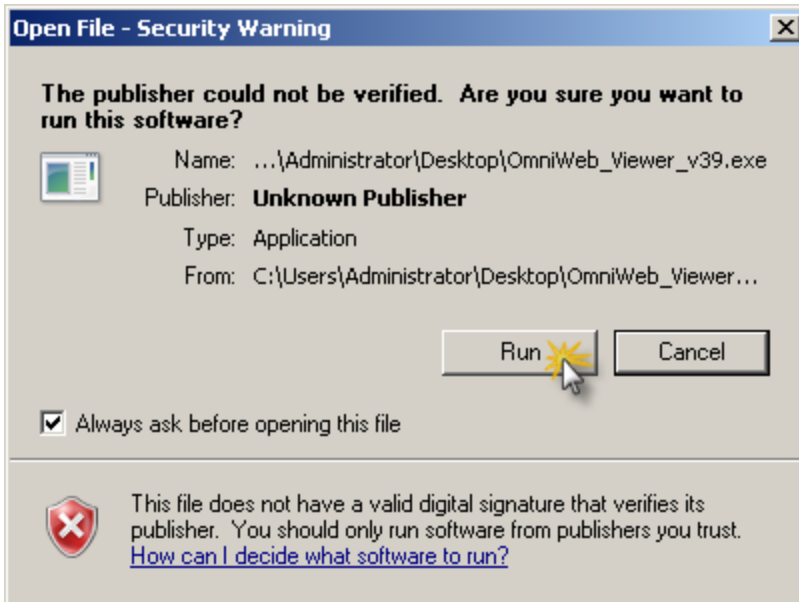 Open File - Security Warning
The publisher could not be verified.  Are you sure you want to
run this software?
Name: ...\Administrator\Desktop\OmniWeb_Viewer_v39.exe
Publisher: Unknown Publisher
Type: Application
From: C:\Users\Administrator\Desktop\OmniWeb_Viewer...
Run Cancel
Always ask before opening this file
This file does not have a valid digital signature that verifies its
publisher.  You should only run software from publishers you trust.
How can I decide what software to run?